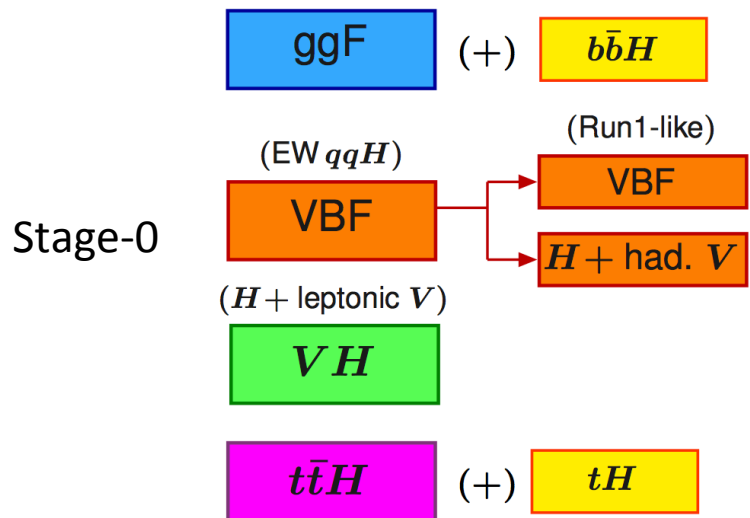 ggF (+) bb̄H
(Run1-like)
(EW qqH)
VBF
VBF
Stage-0
H + had. V
(H + leptonic V)
VH
tt̄H (+) tH